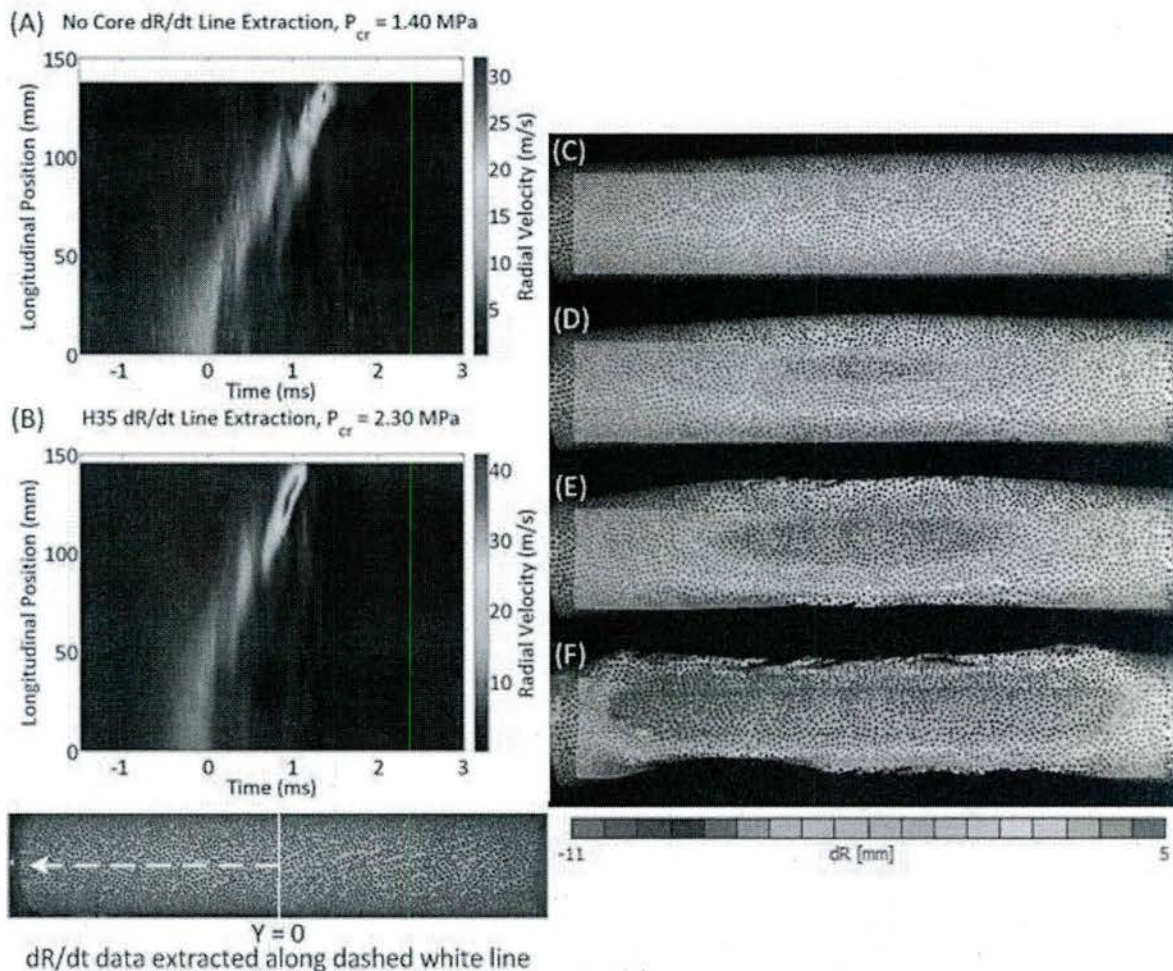 (A) No Core dR/dt Line Extraction, Pcr = 1.40 MPa
150
100
50
0
Longitudinal Position (mm)
-1 0 1 2 3
Time (ms)
30
25
20
15
10
5
Radial Velocity (m/s)
(B) H35 dR/dt Line Extraction, Pcr = 2.30 MPa
150
100
50
0
Longitudinal Position (mm)
-1 0 1 2 3
Time (ms)
40
30
20
10
Radial Velocity (m/s)
Y = 0
dR/dt data extracted along dashed white line
(C)
(D)
(E)
(F)
-11 dR [mm] 5